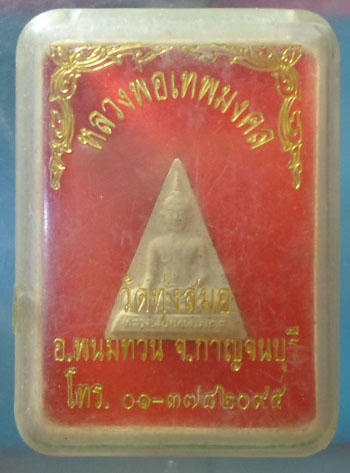 หลวงพ่อเทพมงคล
วัดทุ่งสมอ
อ.พนมทวน จ.กาญจนบุรี
โทร. ๐๑-๓๗๘๒๐๙๕